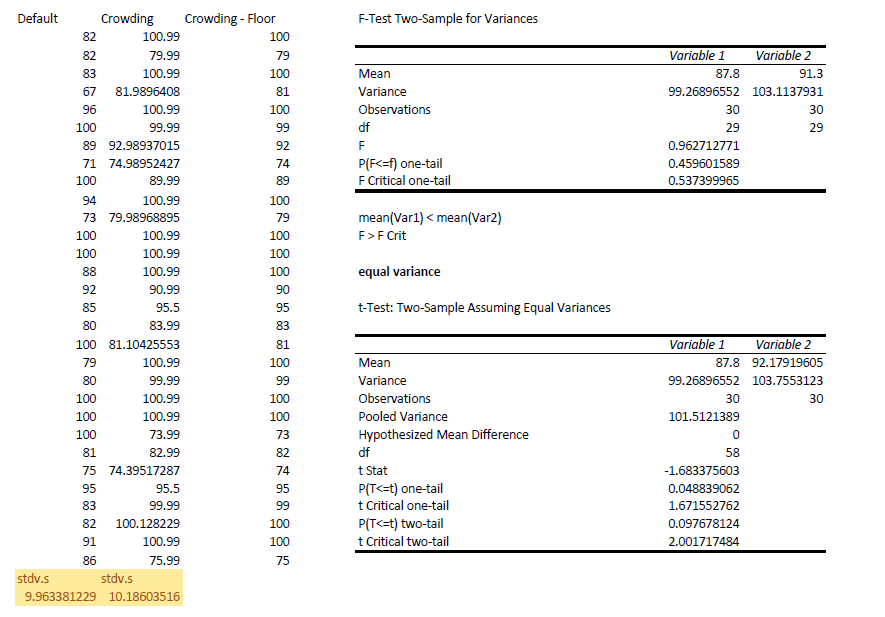 Default Crowding Crowding - Floor
82 100.99 100
82 79.99 79
83 100.99 100
67 81.9896408 81
96 100.99 100
100 99.99 99
89 92.98937015 92
71 74.98952427 74
100 89.99 89
94 100.99 100
73 79.98968895 79
100 100.99 100
100 100.99 100
88 100.99 100
92 90.99 90
85 95.5 95
80 83.99 83
100 81.10425553 81
79 100.99 100
80 99.99 99
100 100.99 100
100 100.99 100
100 73.99 73
81 82.99 82
75 74.39517287 74
95 95.5 95
83 99.99 99
82 100.128229 100
91 100.99 100
86 75.99 75
stdv.s stdv.s
9.963381229 10.18603516
F-Test Two-Sample for Variances
Variable 1 Variable 2
Mean 87.8 91.3
Variance 99.26896552 103.1137931
Observations 30 30
df 29 29
F 0.962712771
P(F<=f) one-tail 0.459601589
F Critical one-tail 0.537399965
mean(Var1) < mean(Var2)
F > F Crit
equal variance
t-Test: Two-Sample Assuming Equal Variances
Variable 1 Variable 2
Mean 87.8 92.17919605
Variance 99.26896552 103.7553123
Observations 30 30
Pooled Variance 101.5121389
Hypothesized Mean Difference 0
df 58
t Stat -1.683375603
P(T<=t) one-tail 0.048839062
t Critical one-tail 1.671552762
P(T<=t) two-tail 0.097678124
t Critical two-tail 2.001717484